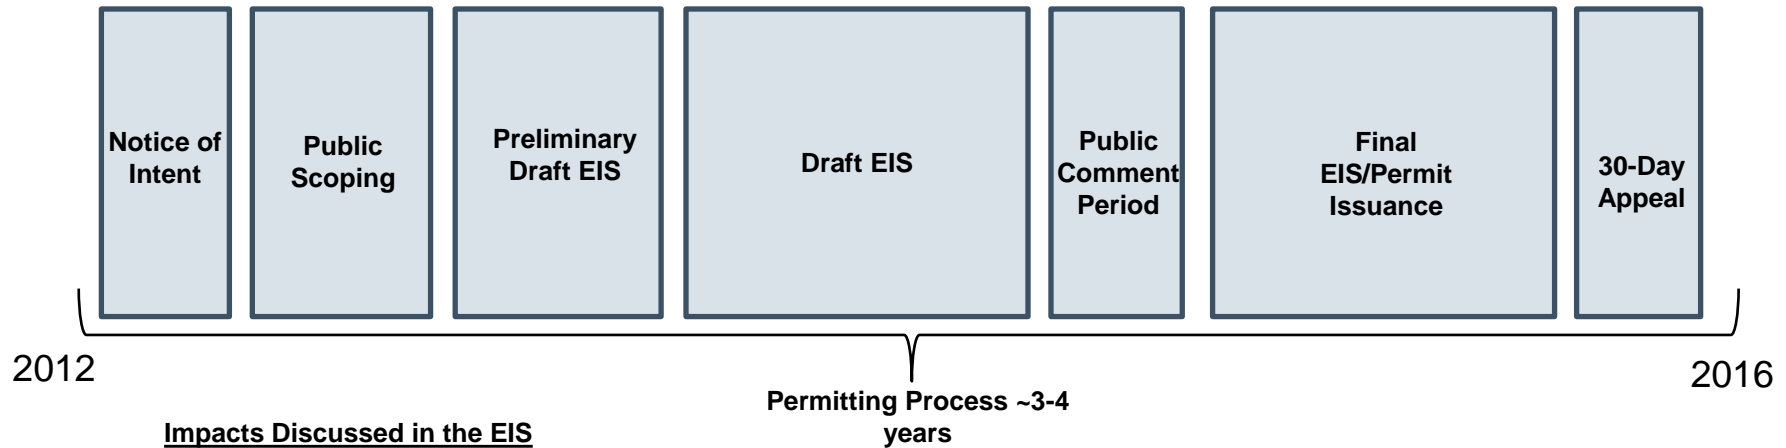 Notice of
Intent
Public
Scoping
Preliminary
Draft EIS
Draft EIS
Public
Comment
Period
Final
EIS/Permit
Issuance
30-Day
Appeal
2012
2016
Permitting Process ~3-4
years
Impacts Discussed in the EIS